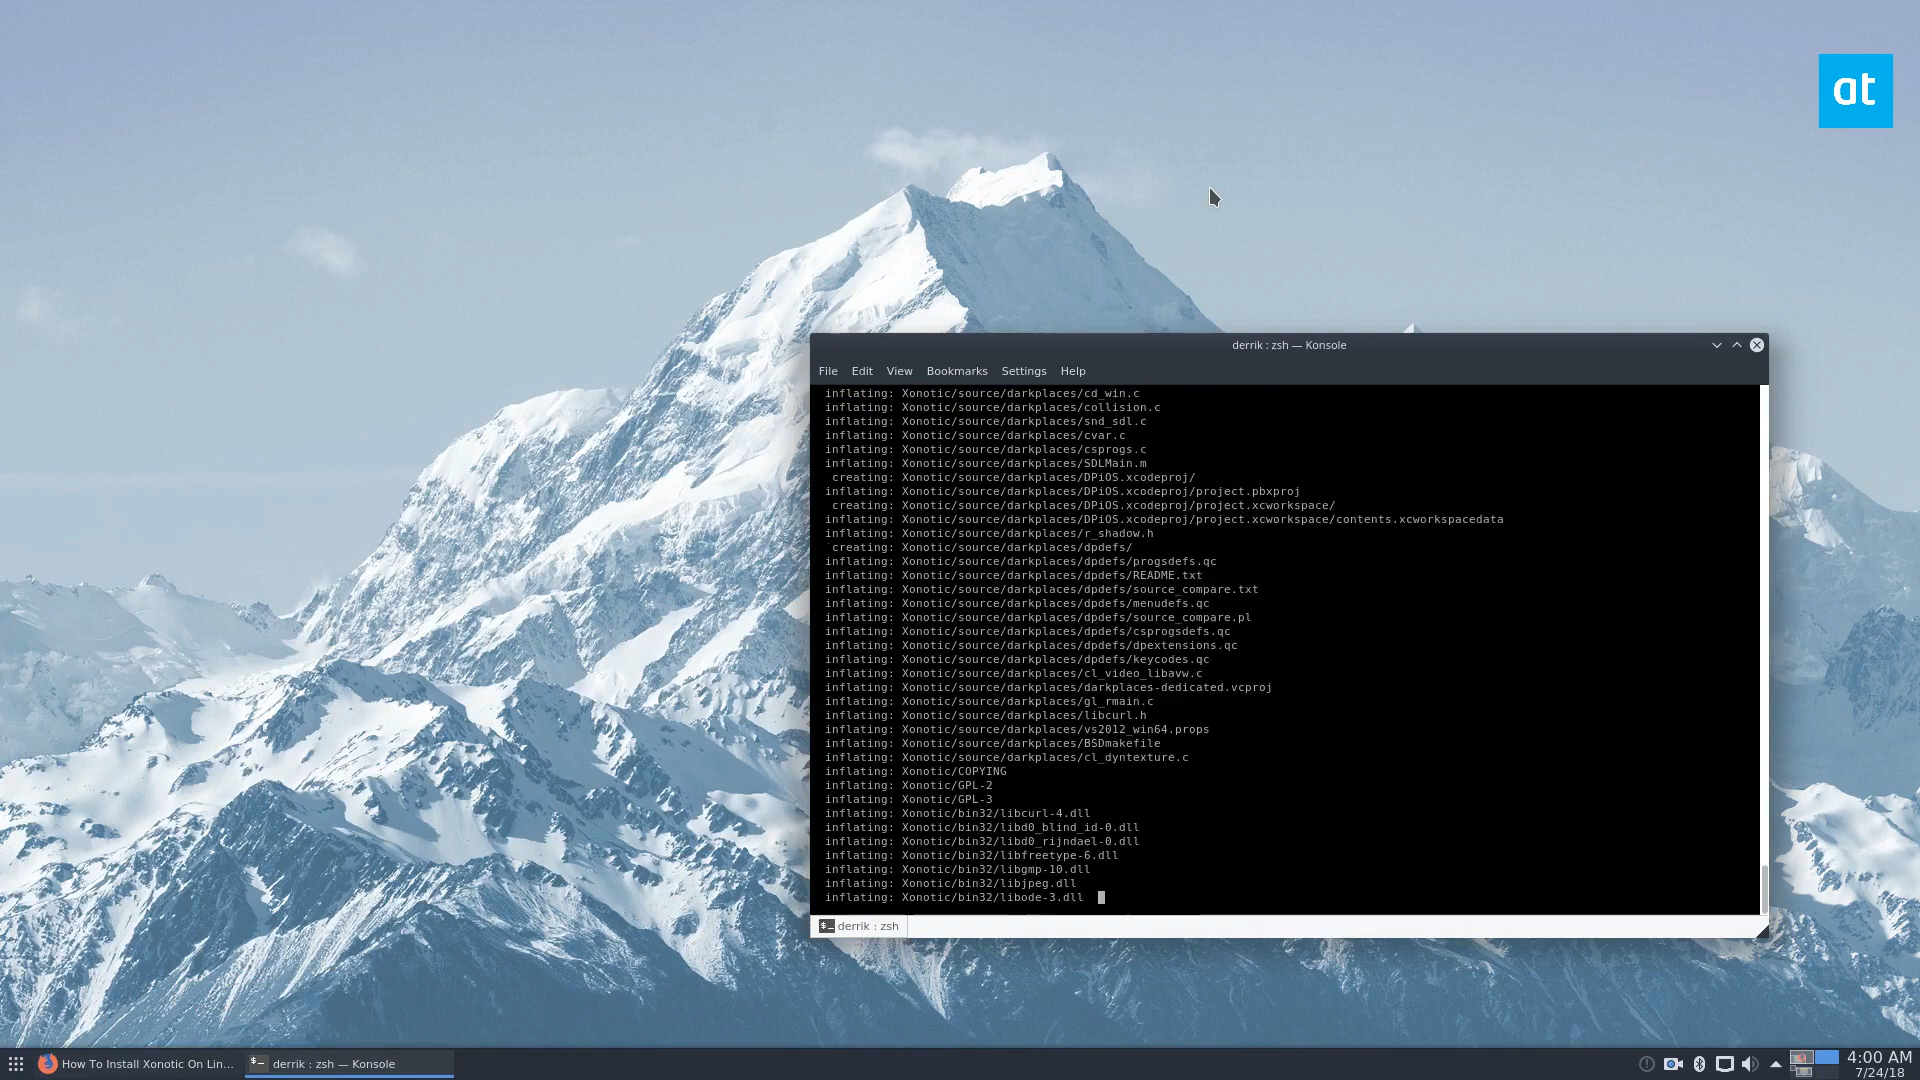 at
derrik : zsh — Konsole
File Edit View Bookmarks Settings Help
inflating: Xonotic/source/darkplaces/cd_win.c
inflating: Xonotic/source/darkplaces/collision.c
inflating: Xonotic/source/darkplaces/snd_sdl.c
inflating: Xonotic/source/darkplaces/cvar.c
inflating: Xonotic/source/darkplaces/csprogs.c
inflating: Xonotic/source/darkplaces/SDLMain.m
creating: Xonotic/source/darkplaces/DPiOS.xcodeproj/
inflating: Xonotic/source/darkplaces/DPiOS.xcodeproj/project.pbxproj
creating: Xonotic/source/darkplaces/DPiOS.xcodeproj/project.xcworkspace/
inflating: Xonotic/source/darkplaces/DPiOS.xcodeproj/project.xcworkspace/contents.xcworkspacedata
inflating: Xonotic/source/darkplaces/r_shadow.h
creating: Xonotic/source/darkplaces/dpdefs/
inflating: Xonotic/source/darkplaces/dpdefs/progsdefs.qc
inflating: Xonotic/source/darkplaces/dpdefs/README.txt
inflating: Xonotic/source/darkplaces/dpdefs/source_compare.txt
inflating: Xonotic/source/darkplaces/dpdefs/menudefs.qc
inflating: Xonotic/source/darkplaces/dpdefs/source_compare.pl
inflating: Xonotic/source/darkplaces/dpdefs/csprogsdefs.qc
inflating: Xonotic/source/darkplaces/dpdefs/dpextensions.qc
inflating: Xonotic/source/darkplaces/dpdefs/keycodes.qc
inflating: Xonotic/source/darkplaces/cl_video_libavw.c
inflating: Xonotic/source/darkplaces/darkplaces-dedicated.vcproj
inflating: Xonotic/source/darkplaces/gl_rmain.c
inflating: Xonotic/source/darkplaces/libcurl.h
inflating: Xonotic/source/darkplaces/vs2012_win64.props
inflating: Xonotic/source/darkplaces/BSDmakefile
inflating: Xonotic/source/darkplaces/cl_dyntexture.c
inflating: Xonotic/COPYING
inflating: Xonotic/GPL-2
inflating: Xonotic/GPL-3
inflating: Xonotic/bin32/libcurl-4.dll
inflating: Xonotic/bin32/libd0_blind_id-0.dll
inflating: Xonotic/bin32/libd0_rijndael-0.dll
inflating: Xonotic/bin32/libfreetype-6.dll
inflating: Xonotic/bin32/libgmp-10.dll
inflating: Xonotic/bin32/libjpeg.dll
inflating: Xonotic/bin32/libode-3.dll
derrik : zsh
How To Install Xonotic On Lin...
derrik : zsh — Konsole
4:00 AM
7/24/18